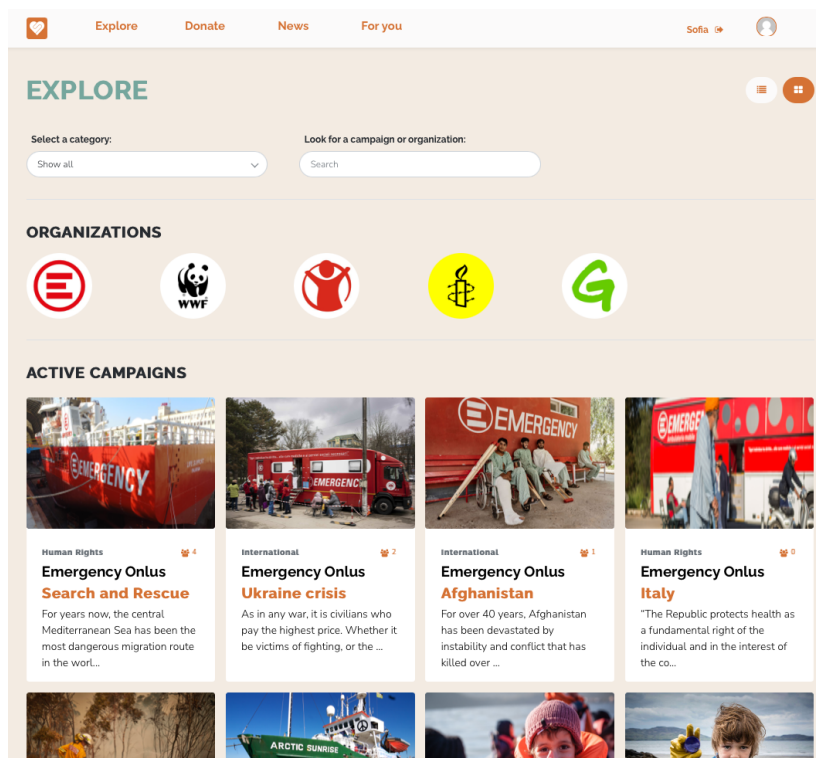 Explore
Donate
News
For you
Sofia
EXPLORE
Select a category:
Look for a campaign or organization:
Show all
Search
ORGANIZATIONS
WWF
ACTIVE CAMPAIGNS
EMERGENCY
EMERGENCY
EMERGENCY
EMERGE
Human Rights
4
Emergency Onlus
Search and Rescue
For years now, the central
Mediterranean Sea has been the
most dangerous migration route
in the worl...
International
2
Emergency Onlus
Ukraine crisis
As in any war, it is civilians who
pay the highest price. Whether it
be victims of fighting, or the ...
International
1
Emergency Onlus
Afghanistan
For over 40 years, Afghanistan
has been devastated by
instability and conflict that has
killed over ...
Human Rights
0
Emergency Onlus
Italy
"The Republic protects health as
a fundamental right of the
individual and in the interest of
the co...
ARCTIC SUNRISE